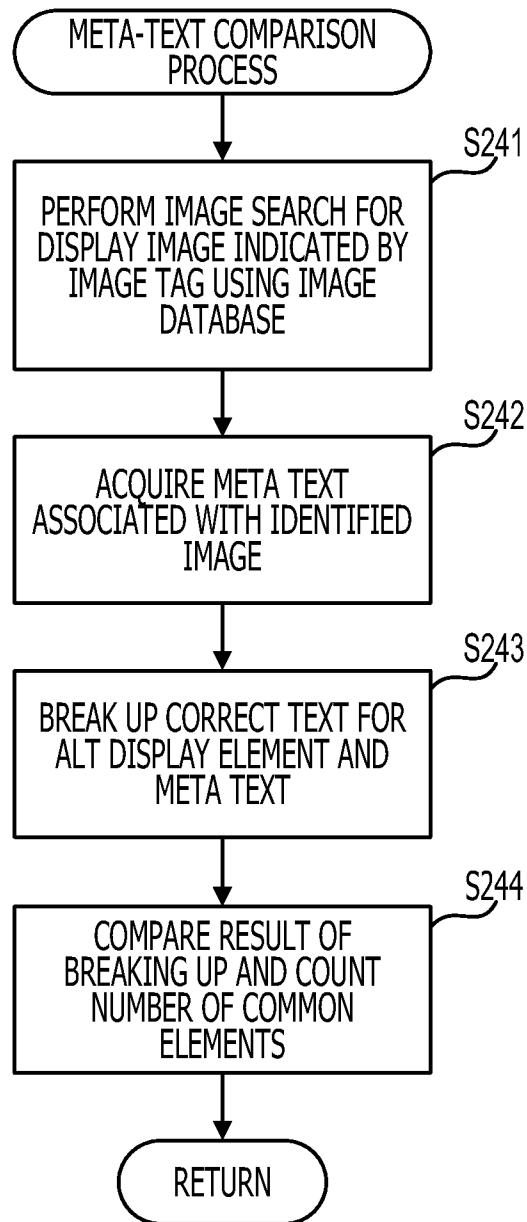 META-TEXT COMPARISON
PROCESS
S241
PERFORM IMAGE SEARCH FOR
DISPLAY IMAGE INDICATED BY
IMAGE TAG USING IMAGE
DATABASE
S242
ACQUIRE META TEXT
ASSOCIATED WITH IDENTIFIED
IMAGE
S243
BREAK UP CORRECT TEXT FOR
ALT DISPLAY ELEMENT AND
META TEXT
S244
COMPARE RESULT OF
BREAKING UP AND COUNT
NUMBER OF COMMON
ELEMENTS
RETURN